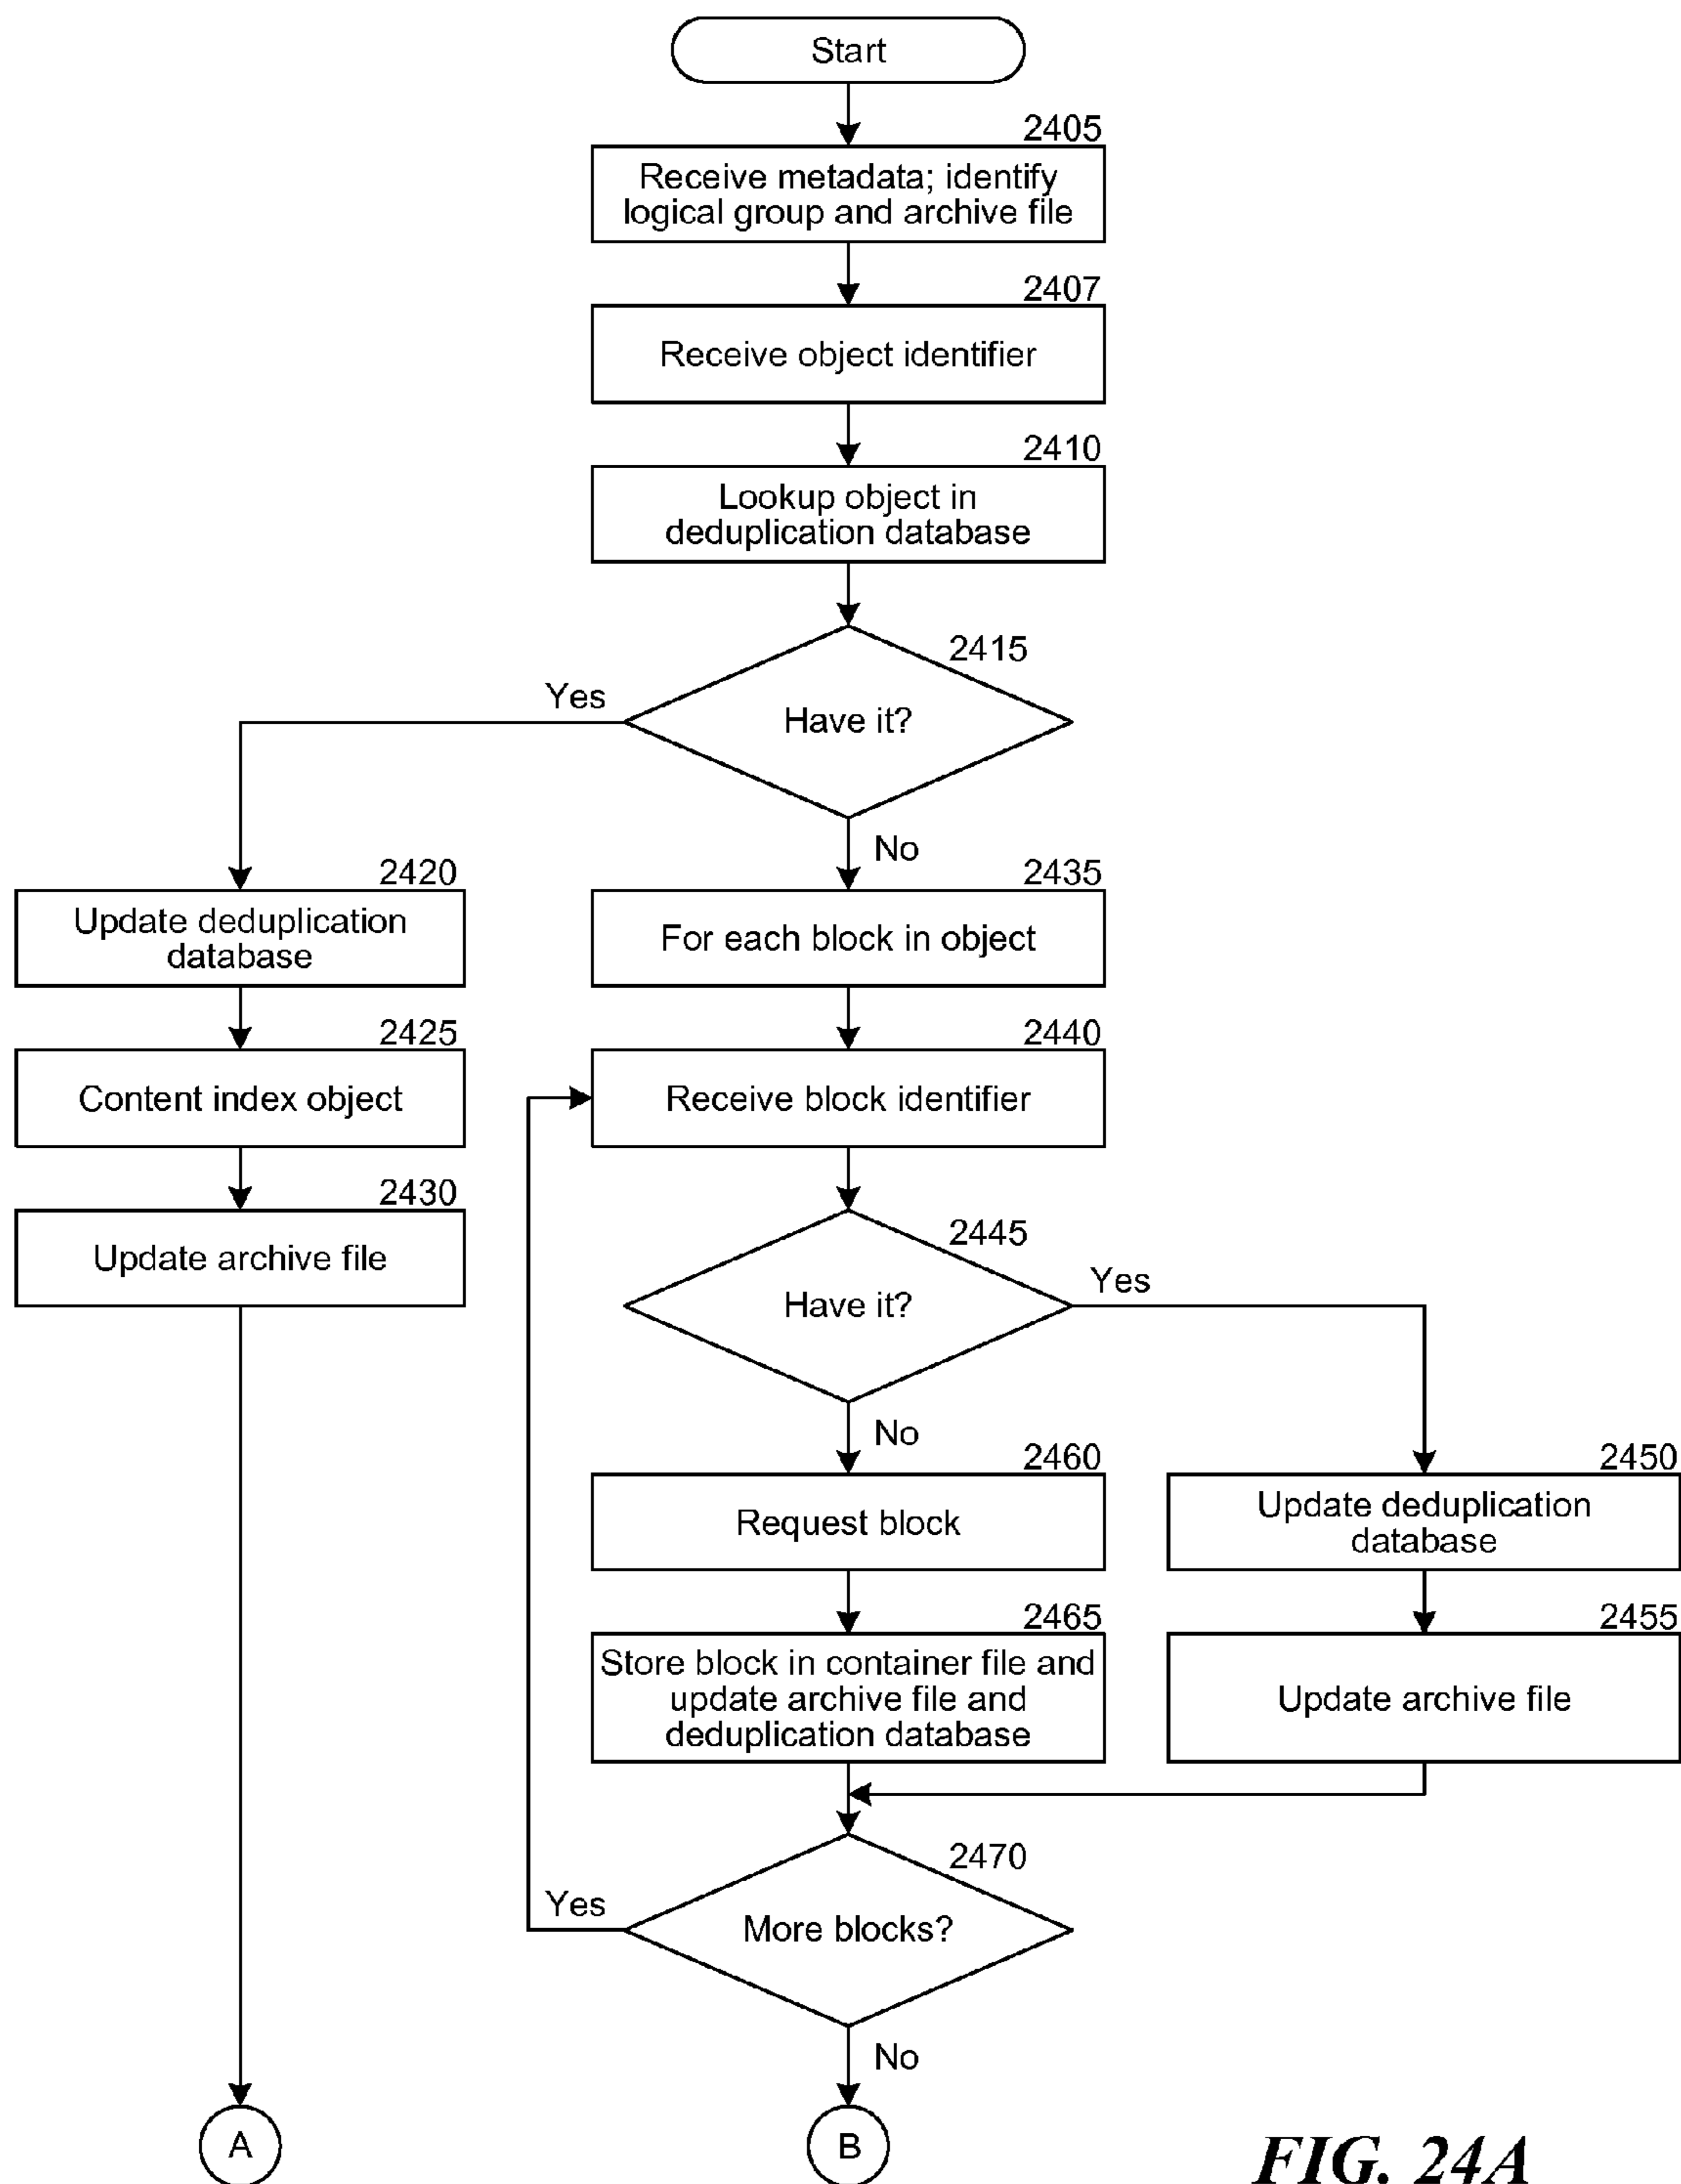 Start
2405
Receive metadata; identify
logical group and archive file
2407
Receive object identifier
2410
Lookup object in
deduplication database
2415
Yes
Have it?
No
2420
Update deduplication
database
2435
For each block in object
2425
Content index object
2440
Receive block identifier
2430
Update archive file
2445
Yes
Have it?
No
2460
Request block
2450
Update deduplication
database
2465
Store block in container file and
update archive file and
deduplication database
2455
Update archive file
2470
Yes
More blocks?
No
A
B
FIG. 24A